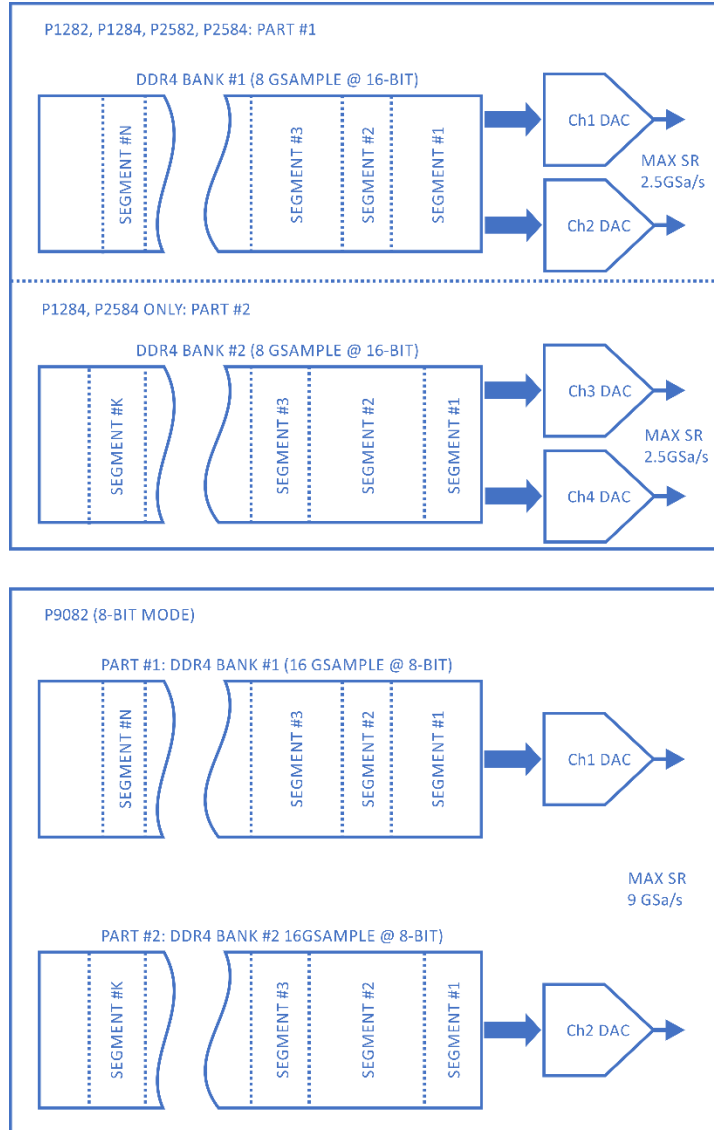 P1282, P1284, P2582, P2584: PART #1
DDR4 BANK #1 (8 GSAMPLE @ 16-BIT)
SEGMENT #N
SEGMENT #3
SEGMENT #2
SEGMENT #1
Ch1 DAC
MAX SR
2.5GSa/s
Ch2 DAC
P1284, P2584 ONLY: PART #2
DDR4 BANK #2 (8 GSAMPLE @ 16-BIT)
SEGMENT #K
SEGMENT #3
SEGMENT #2
SEGMENT #1
Ch3 DAC
MAX SR
2.5GSa/s
Ch4 DAC
P9082 (8-BIT MODE)
PART #1: DDR4 BANK #1 (16 GSAMPLE @ 8-BIT)
SEGMENT #N
SEGMENT #3
SEGMENT #2
SEGMENT #1
Ch1 DAC
MAX SR
9 GSa/s
PART #2: DDR4 BANK #2 16GSAMPLE @ 8-BIT)
SEGMENT #K
SEGMENT #3
SEGMENT #2
SEGMENT #1
Ch2 DAC